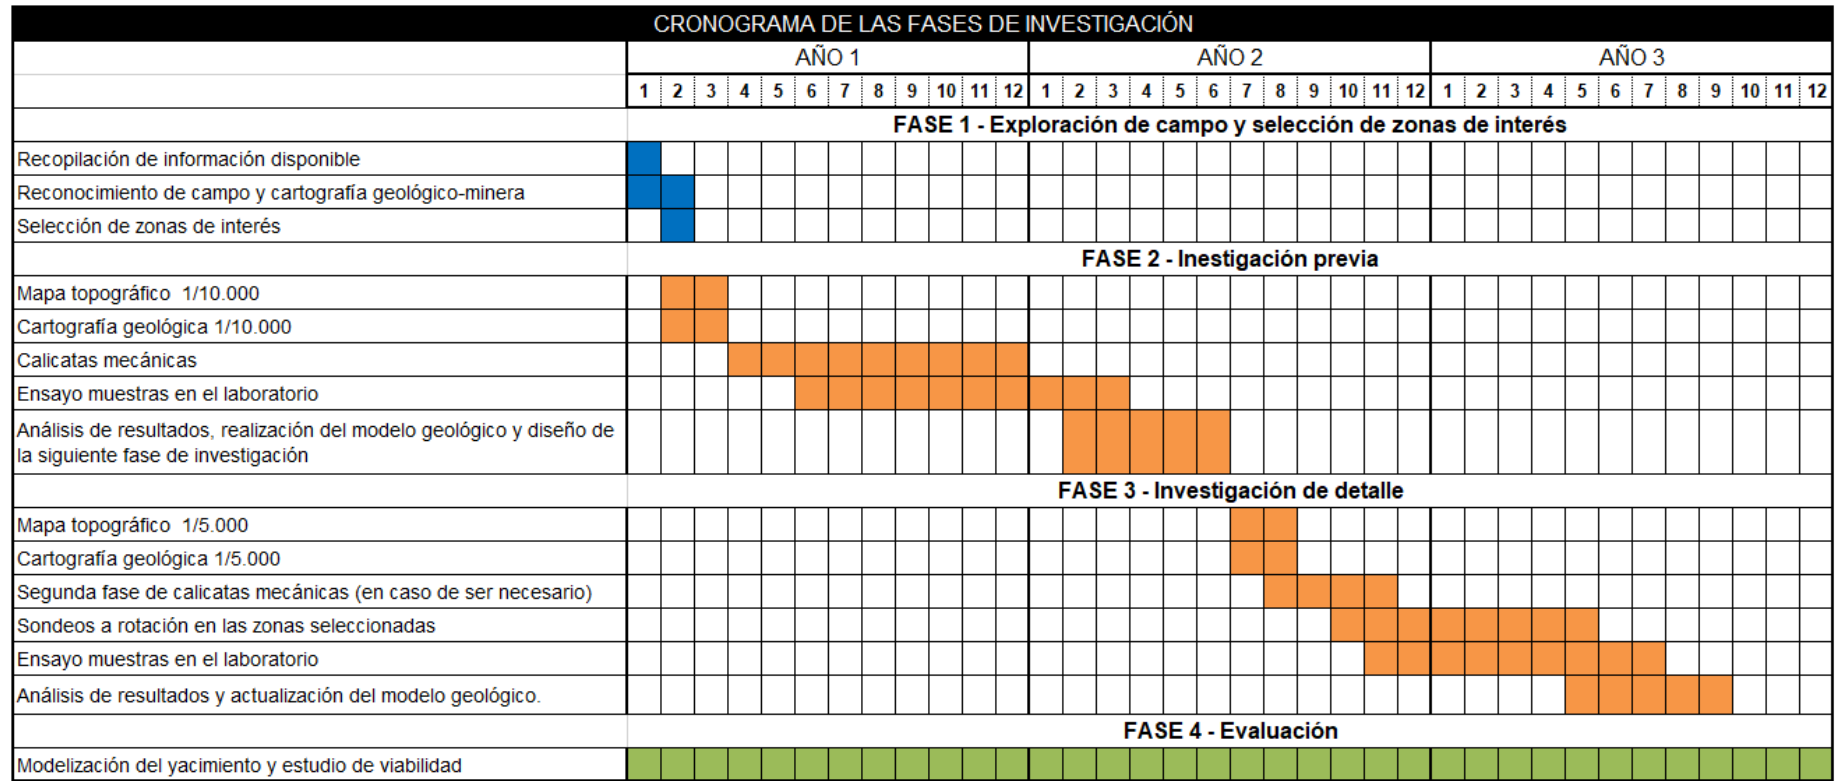 CRONOGRAMA DE LAS FASES DE INVESTIGACIÓN
AÑO 1 AÑO 2 AÑO 3
1 2 3 4 5 6 7 8 9 10 11 12 1 2 3 4 5 6 7 8 9 10 11 12 1 2 3 4 5 6 7 8 9 10 11 12
FASE 1 - Exploración de campo y selección de zonas de interés
Recopilación de información disponible
Reconocimiento de campo y cartografía geológico-minera
Selección de zonas de interés
FASE 2 - Inestigación previa
Mapa topográfico 1/10.000
Cartografía geológica 1/10.000
Calicatas mecánicas
Ensayo muestras en el laboratorio
Análisis de resultados, realización del modelo geológico y diseño de
la siguiente fase de investigación
FASE 3 - Investigación de detalle
Mapa topográfico 1/5.000
Cartografía geológica 1/5.000
Segunda fase de calicatas mecánicas (en caso de ser necesario)
Sondeos a rotación en las zonas seleccionadas
Ensayo muestras en el laboratorio
Análisis de resultados y actualización del modelo geológico.
FASE 4 - Evaluación
Modelización del yacimiento y estudio de viabilidad